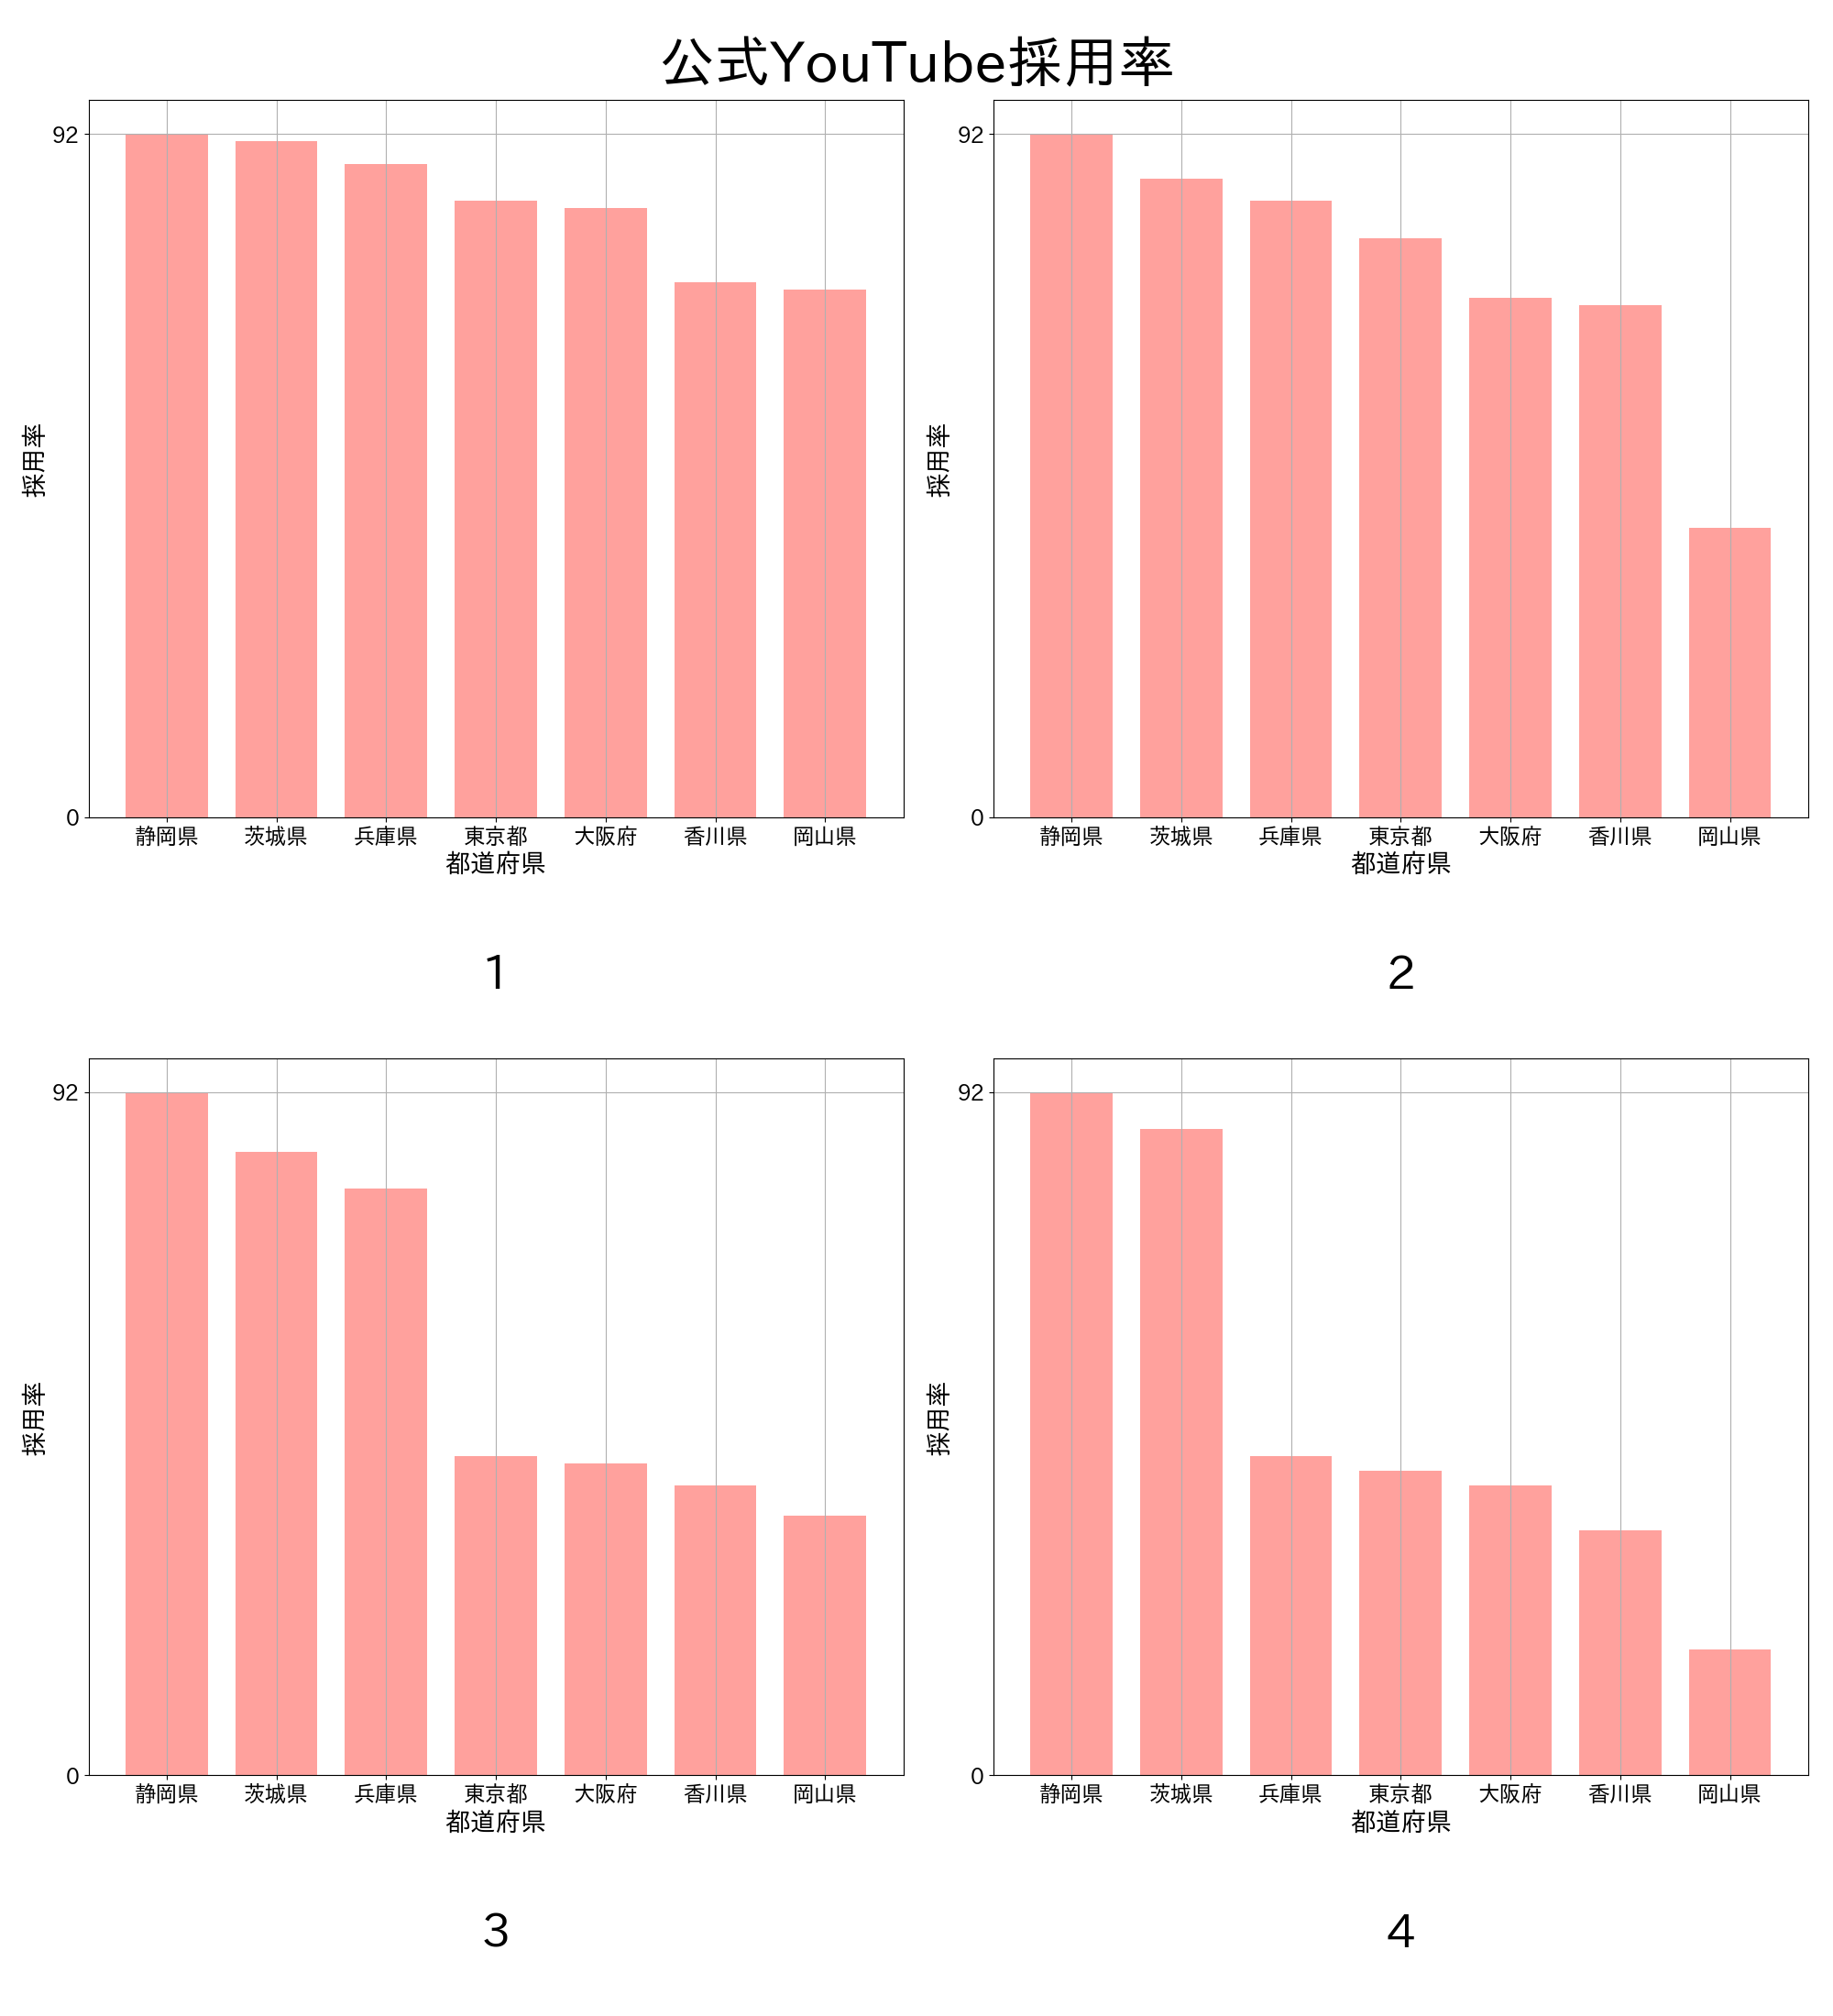 公式YouTube採用率
92
採用率
0
静岡県 茨城県 兵庫県 東京都 大阪府 香川県 岡山県
都道府県
1
92
採用率
0
静岡県 茨城県 兵庫県 東京都 大阪府 香川県 岡山県
都道府県
2
92
採用率
0
静岡県 茨城県 兵庫県 東京都 大阪府 香川県 岡山県
都道府県
3
92
採用率
0
静岡県 茨城県 兵庫県 東京都 大阪府 香川県 岡山県
都道府県
4